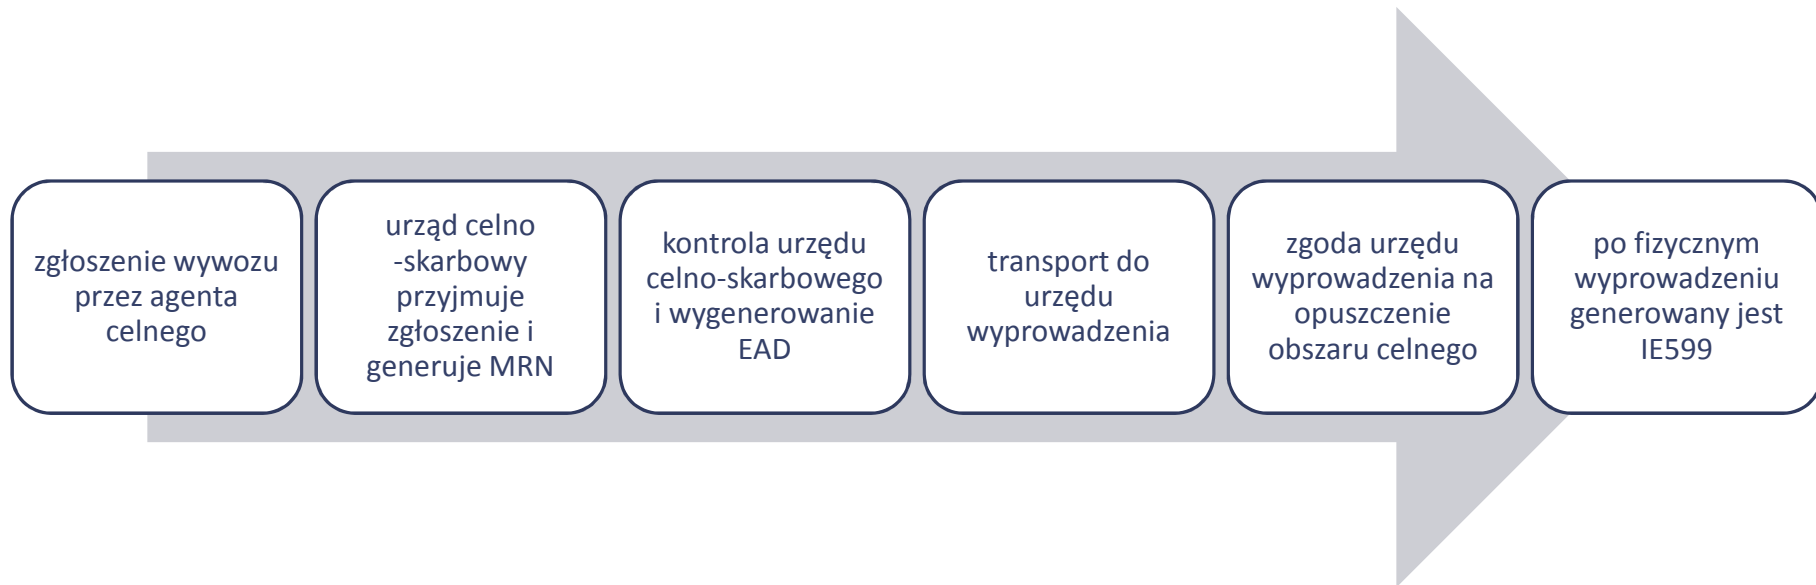 zgłoszenie wywozu
przez agenta
celnego
urząd celno
-skarbowy
przyjmuje
zgłoszenie i
generuje MRN
kontrola urzędu
celno-skarbowego
i wygenerowanie
EAD
transport do
urzędu
wyprowadzenia
zgoda urzędu
wyprowadzenia na
opuszczenie
obszaru celnego
po fizycznym
wyprowadzeniu
generowany jest
IE599